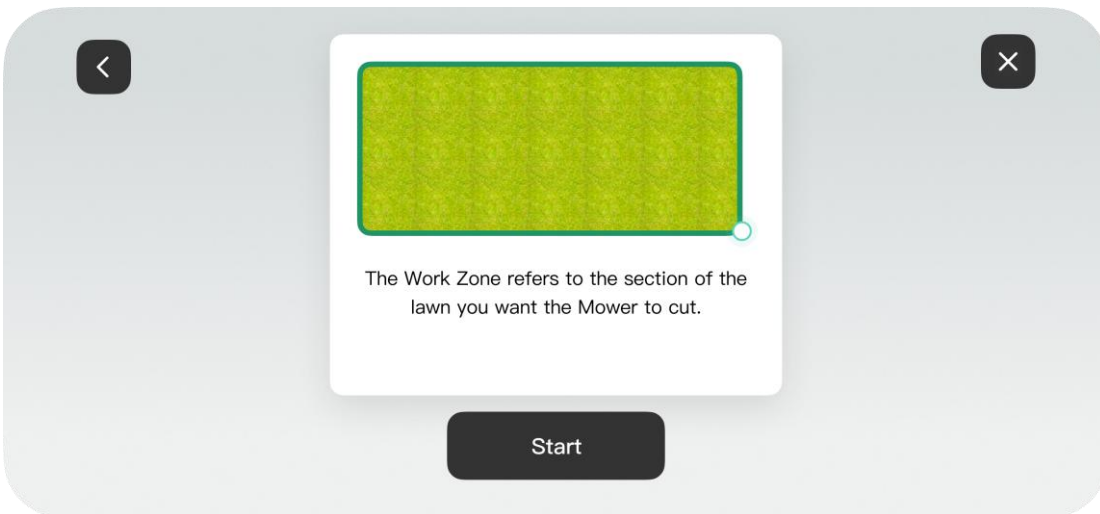 The Work Zone refers to the section of the
lawn you want the Mower to cut.
Start